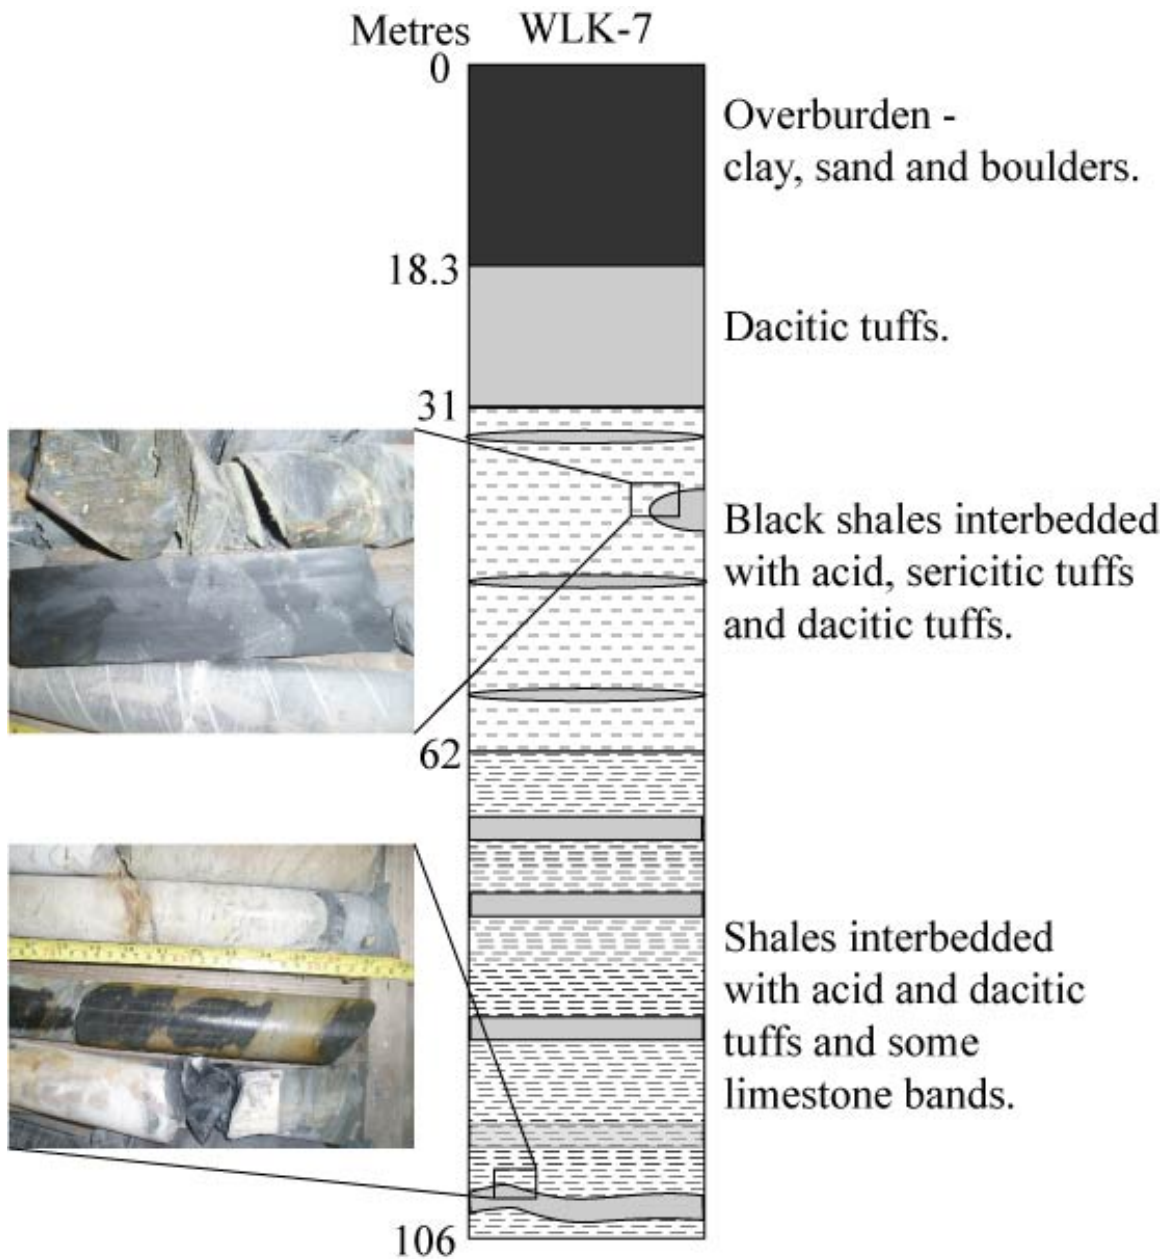 Metres WLK-7
0
Overburden -
clay, sand and boulders.
18.3
Dacitic tuffs.
31
Black shales interbedded
with acid, sericitic tuffs
and dacitic tuffs.
62
Shales interbedded
with acid and dacitic
tuffs and some
limestone bands.
106